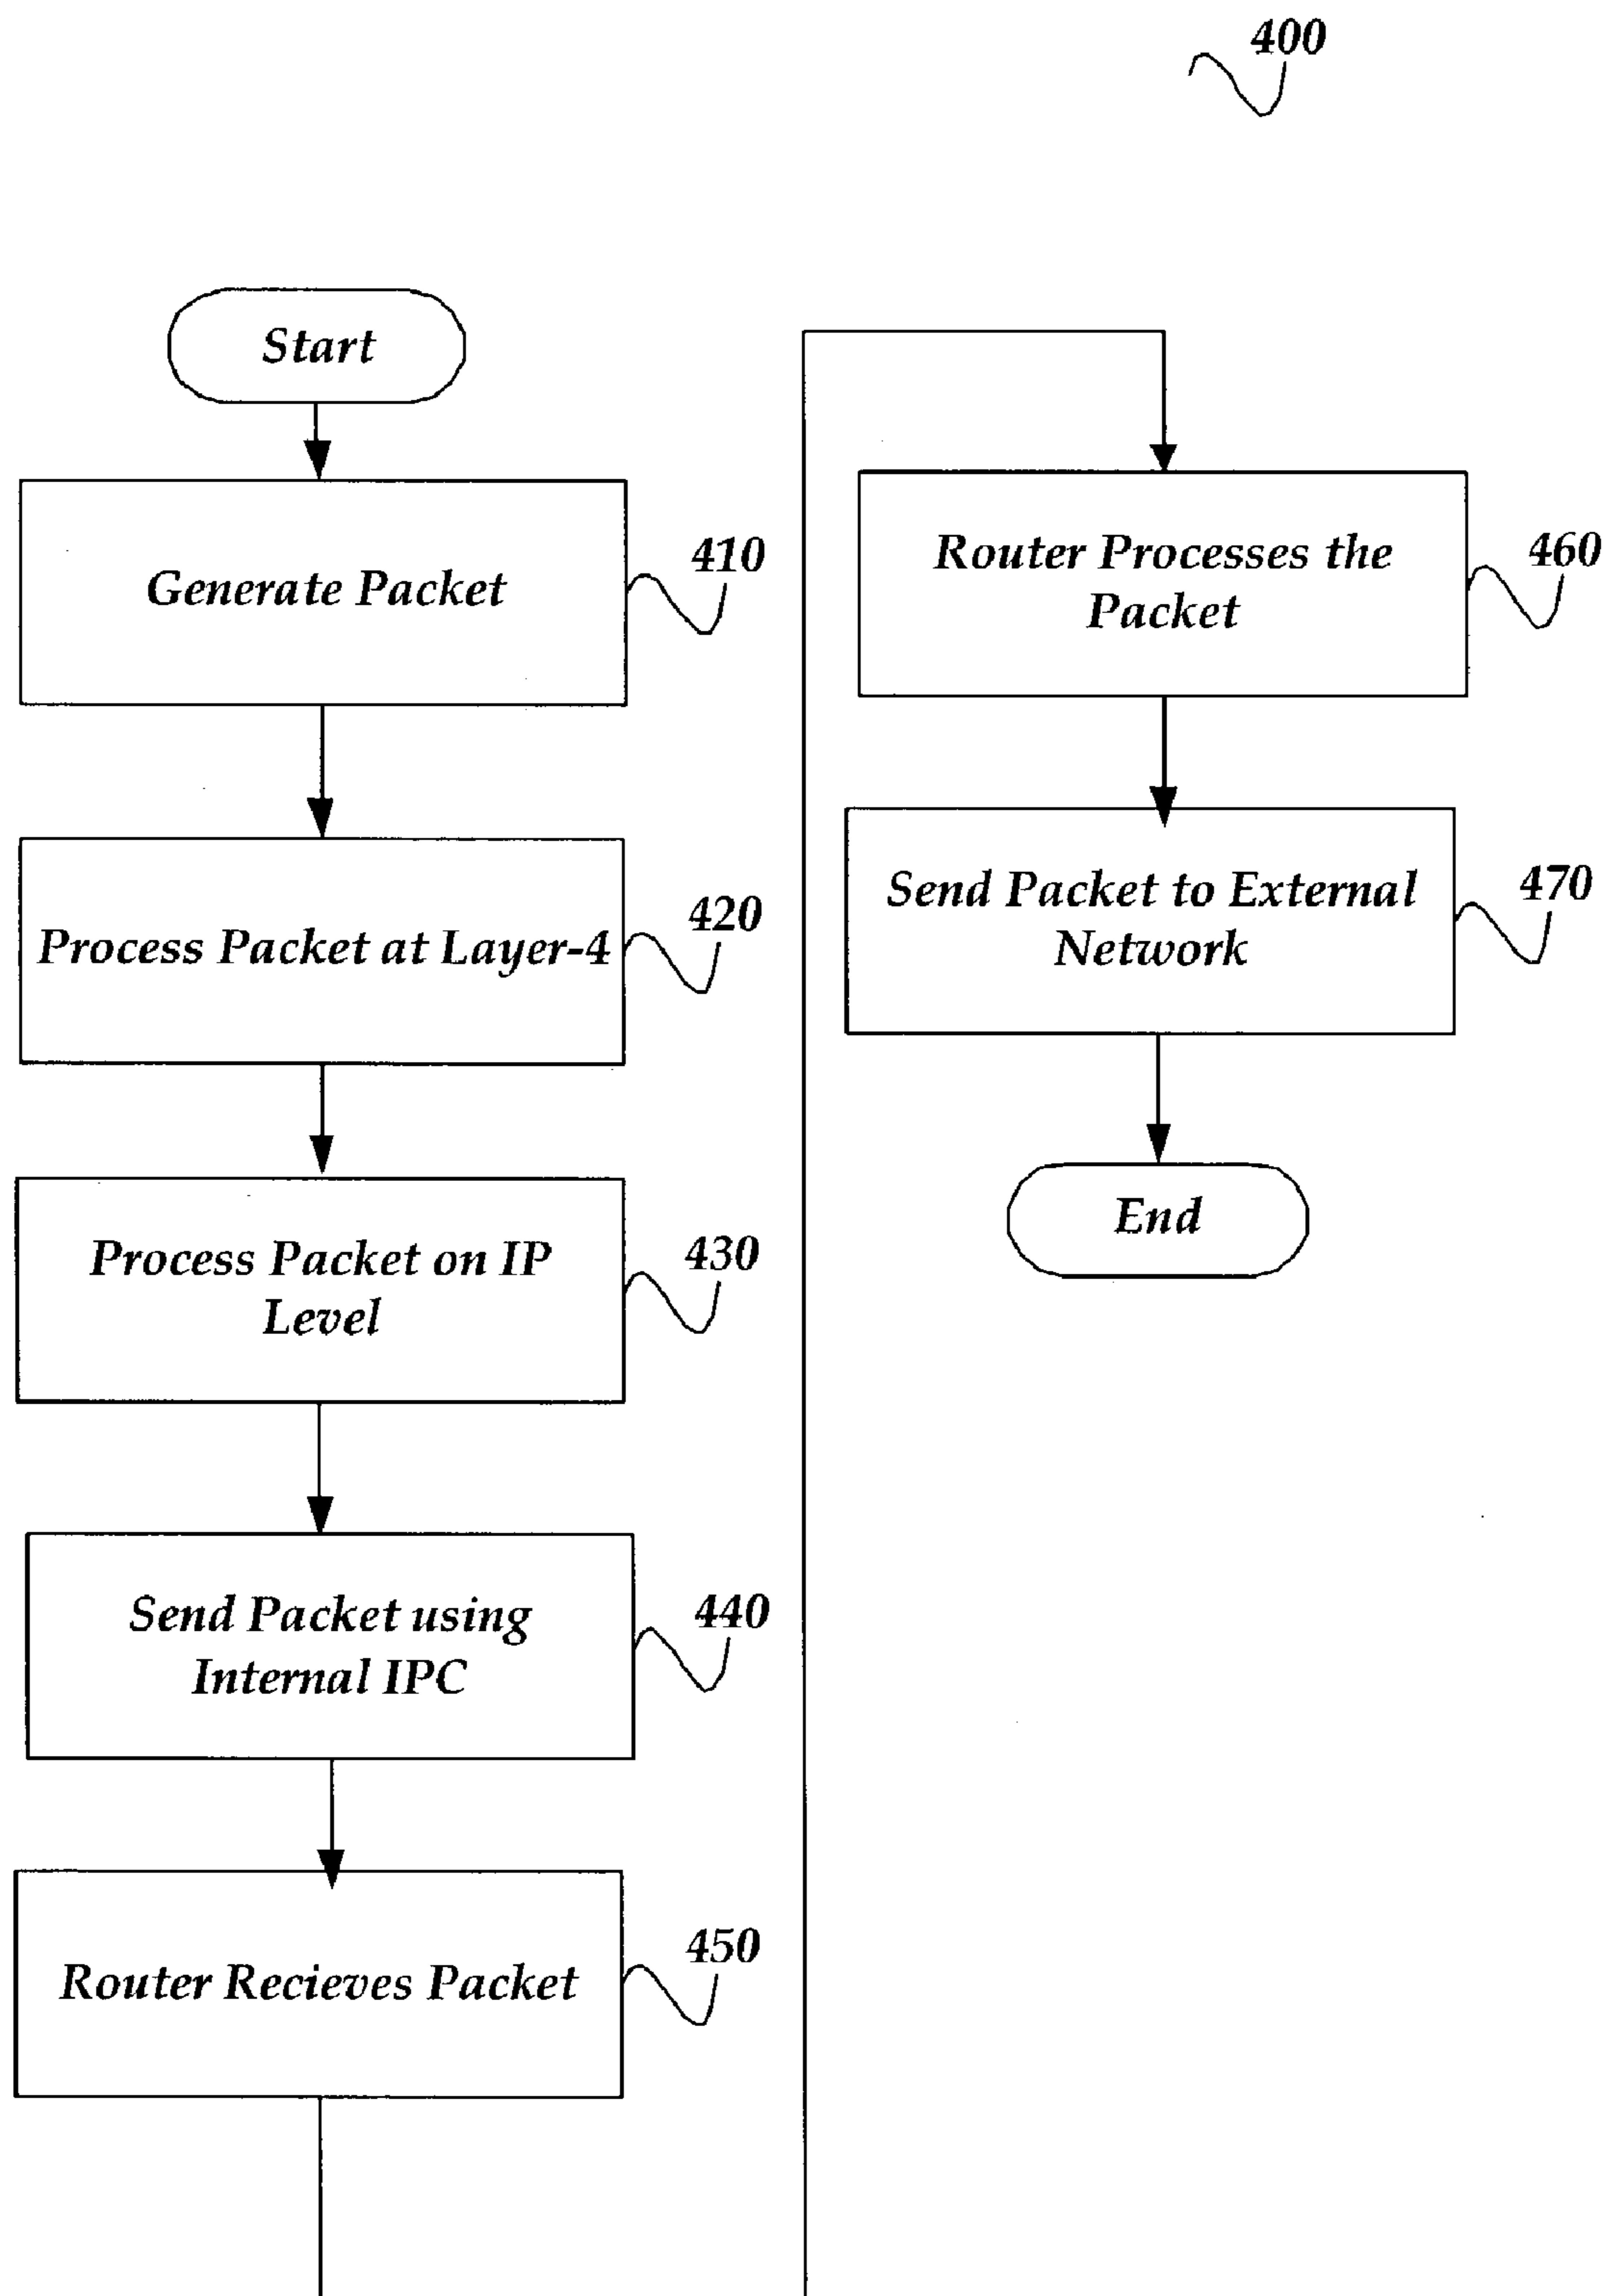 400
Start
Generate Packet
410
Process Packet at Layer-4
420
Process Packet on IP
Level
430
Send Packet using
Internal IPC
440
Router Recieves Packet
450
Router Processes the
Packet
460
Send Packet to External
Network
470
End